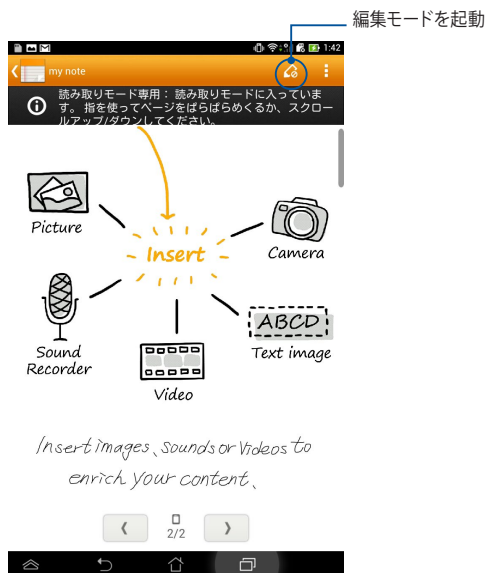 編集モードを起動
1:42
my note
読み取りモード専用： 読み取りモードに入っていま
す。 指を使ってページをぱらぱらめくるか、スクロー
ルアップ/ダウンしてください。
Insert
Picture
Camera
ABCD
Sound
Recorder
Text image
Video
Insert images、Sounds or Videos to
enrich your content、
2/2